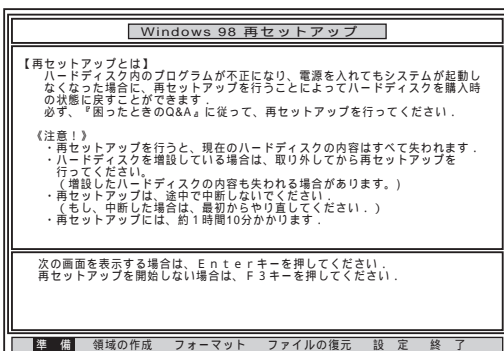 Windows 98 再セットアップ
【再セットアップとは】
ハードディスク内のプログラムが不正になり、電源を入れてもシステムが起動し
なくなった場合に、再セットアップを行うことによってハードディスクを購入時
の状態に戻すことができます．
必ず、『困ったときのQ&A』に従って、再セットアップを行ってください．
《注意！》
・再セットアップを行うと、現在のハードディスクの内容はすべて失われます．
・ハードディスクを増設している場合は、取り外してから再セットアップを
行ってください。
（増設したハードディスクの内容も失われる場合があります。）
・再セットアップは、途中で中断しないでください．
（もし、中断した場合は、最初からやり直してください．）
・再セットアップには、約１時間10分かかります．
次の画面を表示する場合は、Ｅｎｔｅｒキーを押してください．
再セットアップを開始しない場合は、Ｆ３キーを押してください．
準　備　領域の作成　フォーマット　ファイルの復元　設　定　終　了